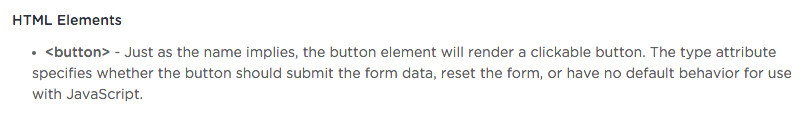 HTML Elements
• <button> - Just as the name implies, the button element will render a clickable button. The type attribute
specifies whether the button should submit the form data, reset the form, or have no default behavior for use
with JavaScript.